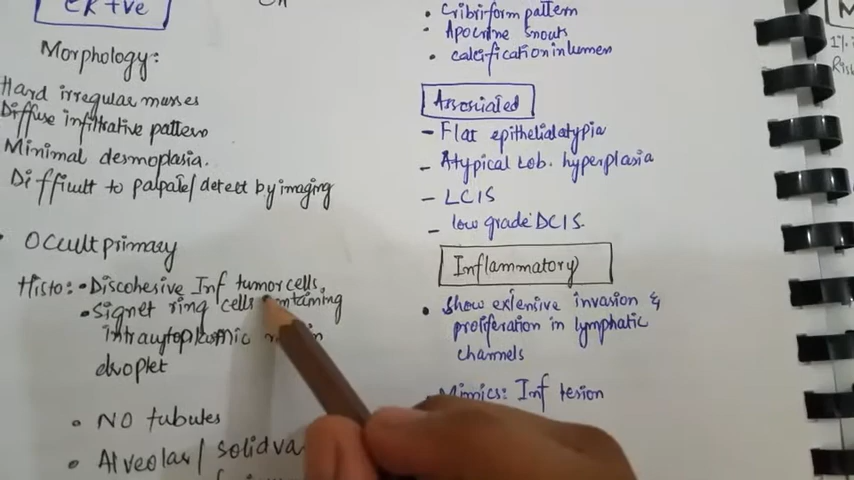 ER +ve
Morphology:
Hard irregular masses
Diffuse infiltrative pattern
Minimal desmoplasia.
Difficult to palpate/detect by imaging
• Occult primary
Histo: • Discohesive Inf tumor cells.
• Signet ring cells containing
intracytoplasmic
droplet
• NO tubules
• Alveolar / solid va
• Cribriform pattern
• Apocrine snouts
• calcification in lumen
Associated
- Flat epithelial atypia
- Atypical Lob. hyperplasia
- LCIS
- low grade DCIS.
Inflammatory
• Show extensive invasion &
proliferation in lymphatic
channels
Mimics: Inf lesion
1%